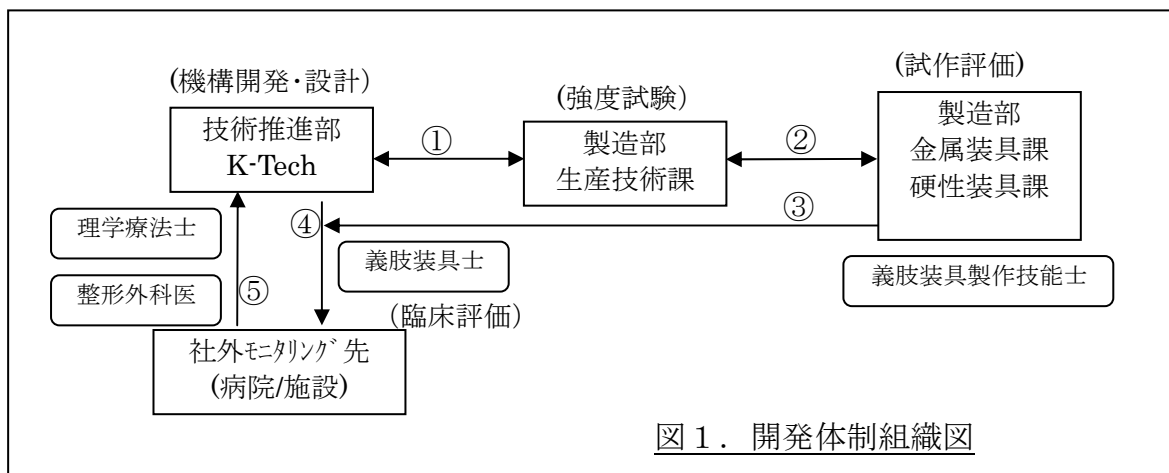 (機構開発・設計)
技術推進部
K-Tech
①
(強度試験)
製造部
生産技術課
②
(試作評価)
製造部
金属装具課
硬性装具課
③
理学療法士
④
義肢装具士
義肢装具製作技能士
整形外科医
⑤
(臨床評価)
社外ﾓﾆﾀﾘﾝｸﾞ先
(病院/施設)
図１．開発体制組織図